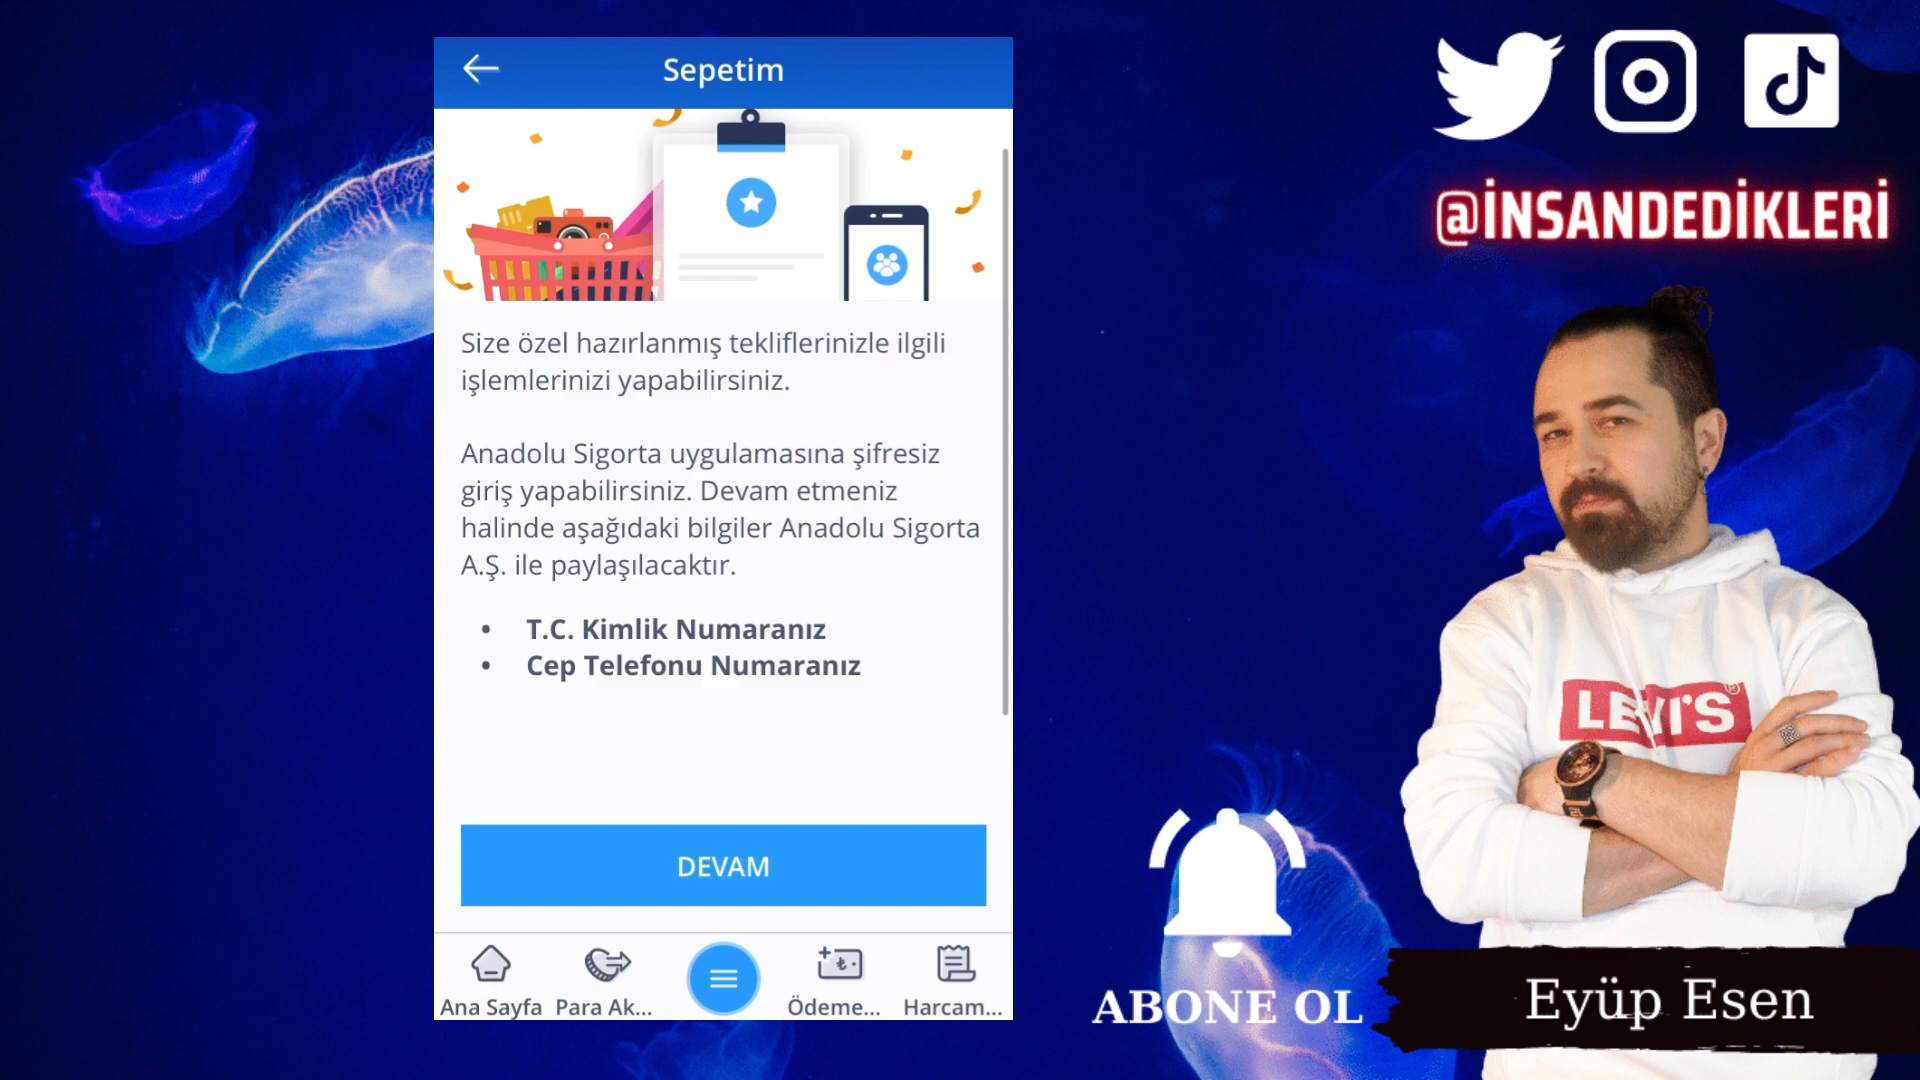 Sepetim
Size özel hazırlanmış tekliflerinizle ilgili
işlemlerinizi yapabilirsiniz.
Anadolu Sigorta uygulamasına şifresiz
giriş yapabilirsiniz. Devam etmeniz
halinde aşağıdaki bilgiler Anadolu Sigorta
A.Ş. ile paylaşılacaktır.
• T.C. Kimlik Numaranız
• Cep Telefonu Numaranız
DEVAM
Ana Sayfa Para Ak... Ödeme... Harcam...
@İNSANDEDİKLERİ
LEVI'S®
ABONE OL
Eyüp Esen